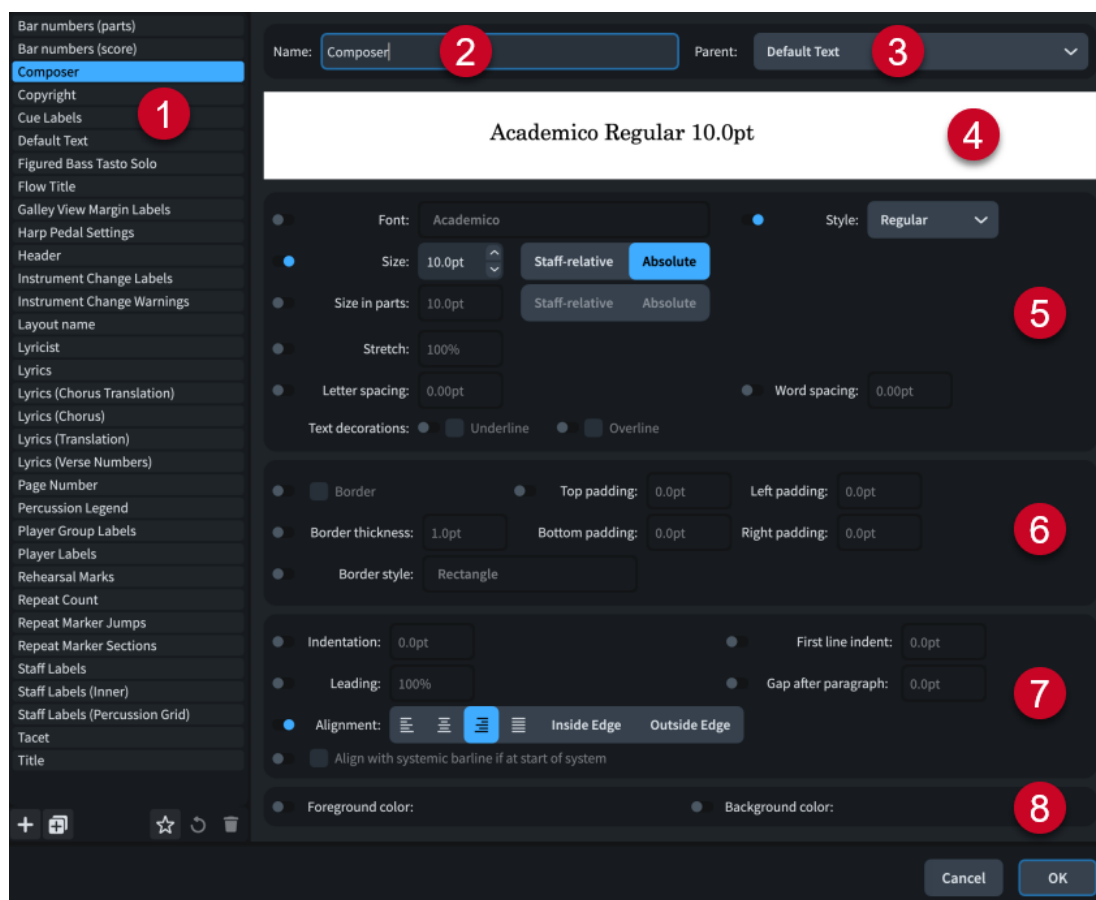 Bar numbers (parts)
Bar numbers (score)
Composer
Copyright
Cue Labels
Default Text
Figured Bass Tasto Solo
Flow Title
Galley View Margin Labels
Harp Pedal Settings
Header
Instrument Change Labels
Instrument Change Warnings
Layout name
Lyricist
Lyrics
Lyrics (Chorus Translation)
Lyrics (Chorus)
Lyrics (Translation)
Lyrics (Verse Numbers)
Page Number
Percussion Legend
Player Group Labels
Player Labels
Rehearsal Marks
Repeat Count
Repeat Marker Jumps
Repeat Marker Sections
Staff Labels
Staff Labels (Inner)
Staff Labels (Percussion Grid)
Tacet
Title
1
Name: Composer 2 Parent: Default Text 3
Academico Regular 10.0pt 4
Font: Academico Style: Regular
Size: 10.0pt Staff-relative Absolute
Size in parts: 10.0pt Staff-relative Absolute
5
Stretch: 100%
Letter spacing: 0.00pt Word spacing: 0.00pt
Text decorations: Underline Overline
Border Top padding: 0.0pt Left padding: 0.0pt
Border thickness: 1.0pt Bottom padding: 0.0pt Right padding: 0.0pt
6
Border style: Rectangle
Indentation: 0.0pt First line indent: 0.0pt
Leading: 100% Gap after paragraph: 0.0pt
7
Alignment: Inside Edge Outside Edge
Align with systemic barline if at start of system
Foreground color: Background color: 8
Cancel OK